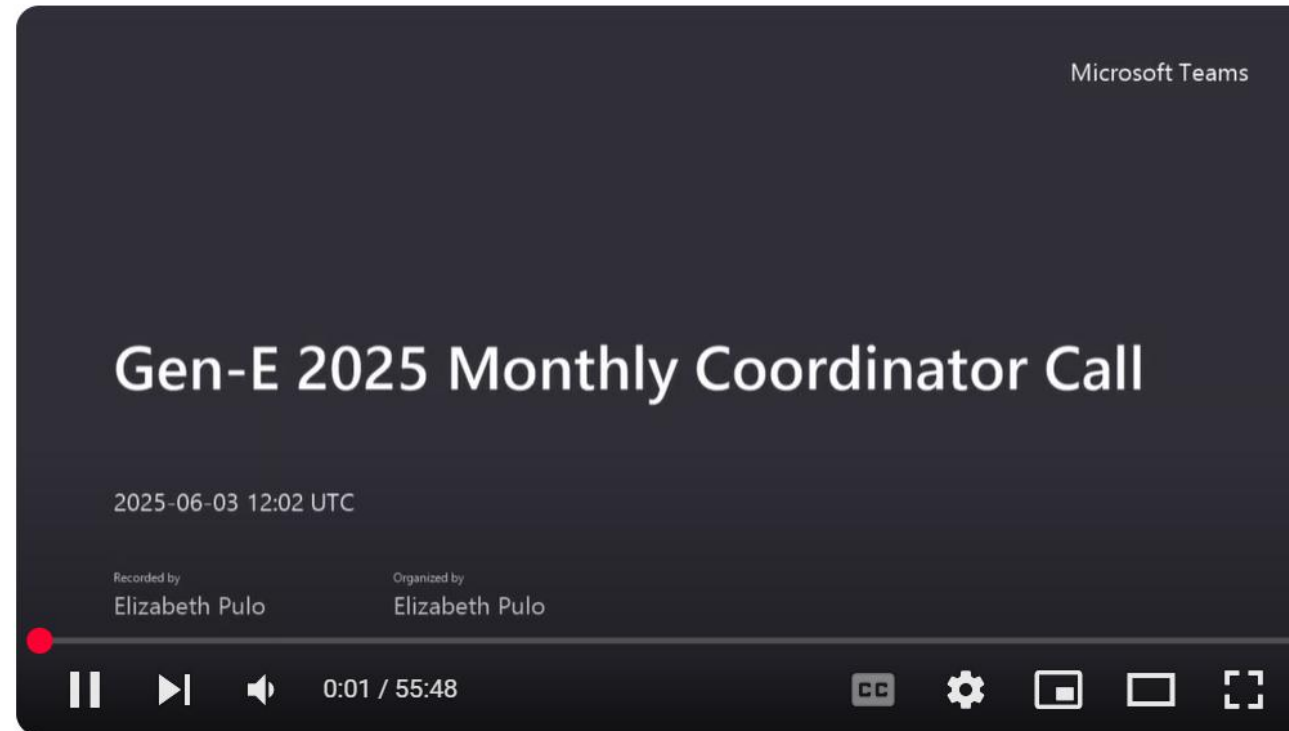 Microsoft Teams
Gen-E 2025 Monthly Coordinator Call
2025-06-03 12:02 UTC
Recorded by Organized by
Elizabeth Pulo Elizabeth Pulo
0:01 / 55:48 CC